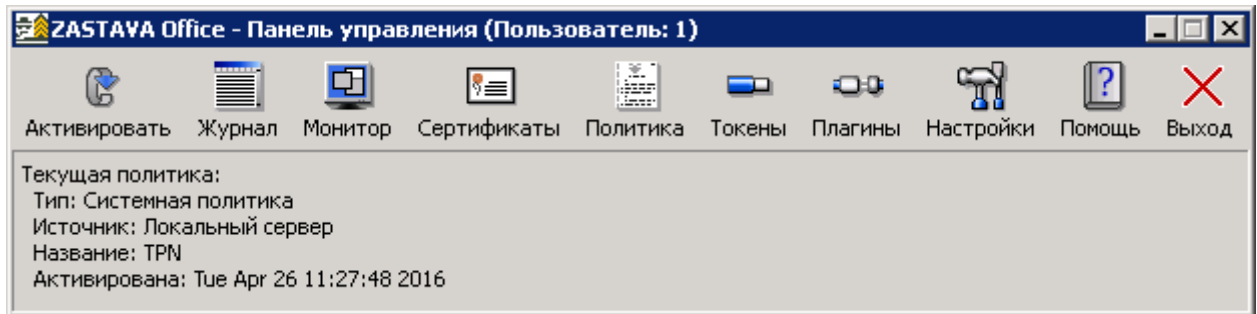 ZASTAVA Office - Панель управления (Пользователь: 1)
Активировать Журнал Монитор Сертификаты Политика Токены Плагины Настройки Помощь Выход
Текущая политика:
Тип: Системная политика
Источник: Локальный сервер
Название: TPN
Активирована: Tue Apr 26 11:27:48 2016